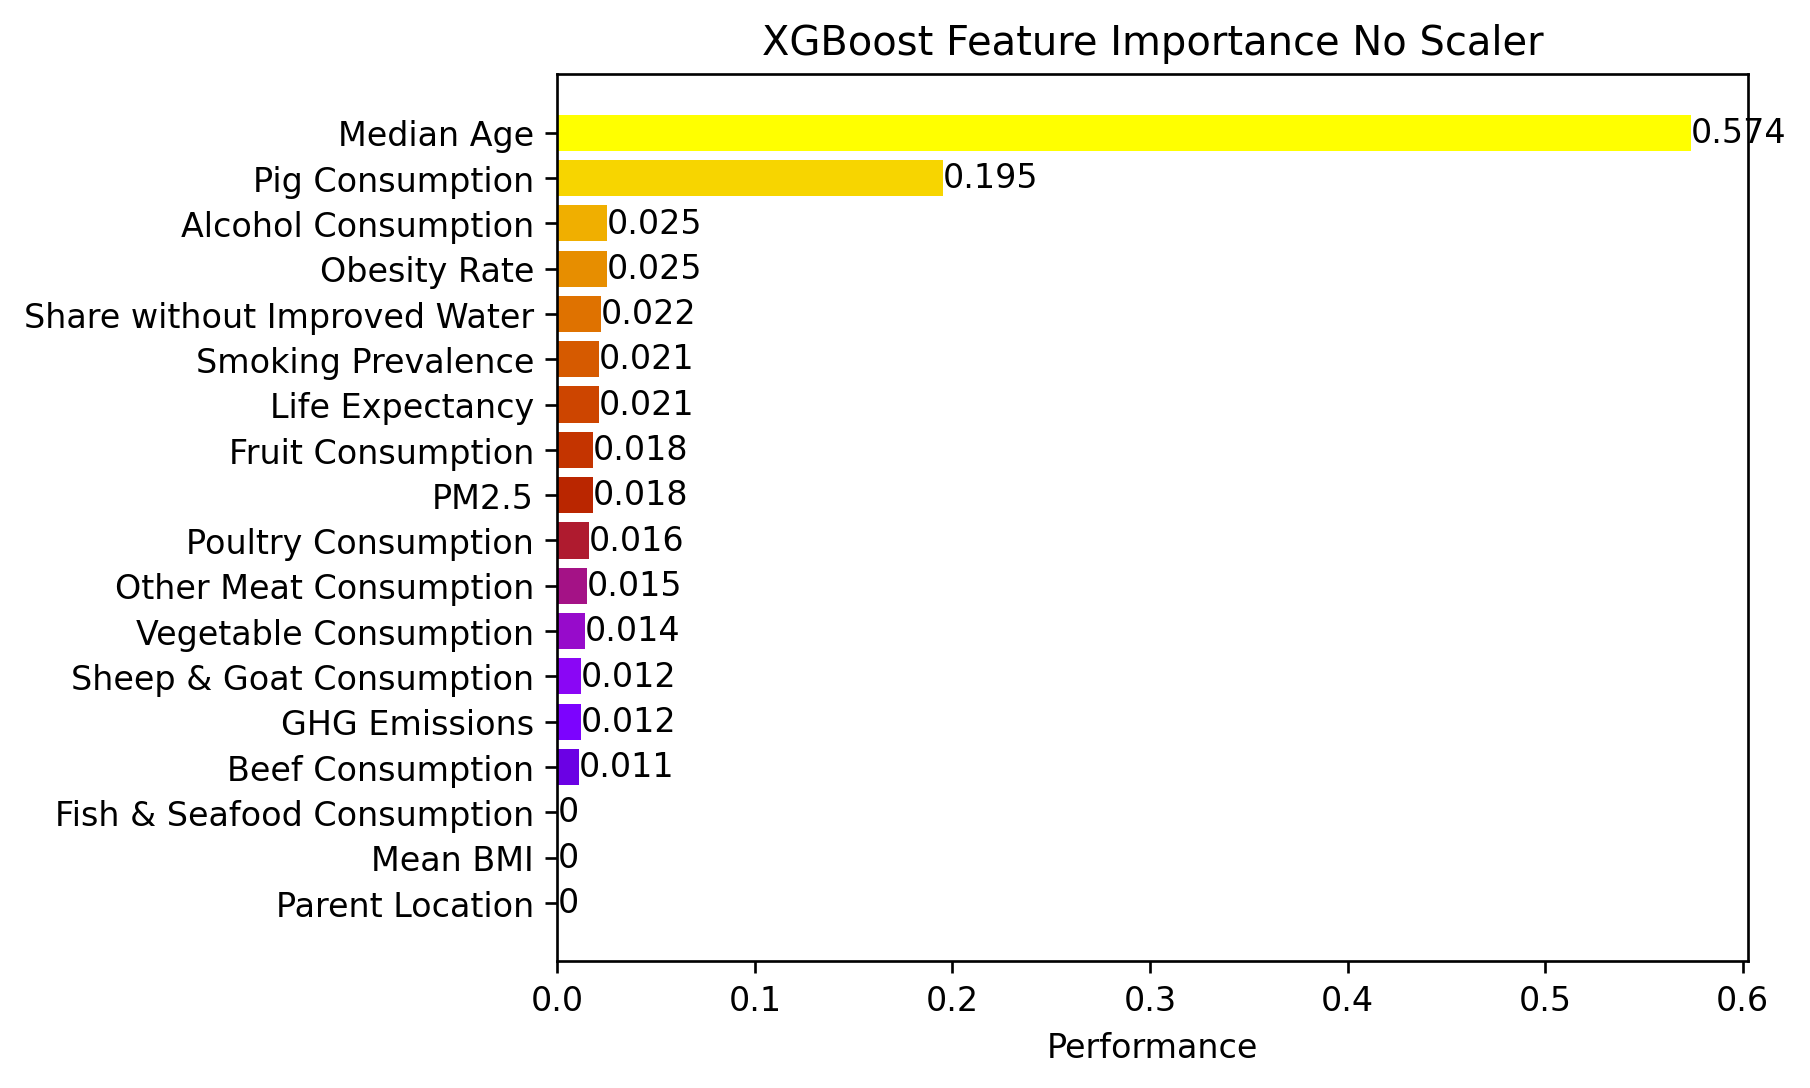 XGBoost Feature Importance No Scaler
Median Age 0.574
Pig Consumption 0.195
Alcohol Consumption 0.025
Obesity Rate 0.025
Share without Improved Water 0.022
Smoking Prevalence 0.021
Life Expectancy 0.021
Fruit Consumption 0.018
PM2.5 0.018
Poultry Consumption 0.016
Other Meat Consumption 0.015
Vegetable Consumption 0.014
Sheep & Goat Consumption 0.012
GHG Emissions 0.012
Beef Consumption 0.011
Fish & Seafood Consumption 0
Mean BMI 0
Parent Location 0
0.0 0.1 0.2 0.3 0.4 0.5 0.6
Performance